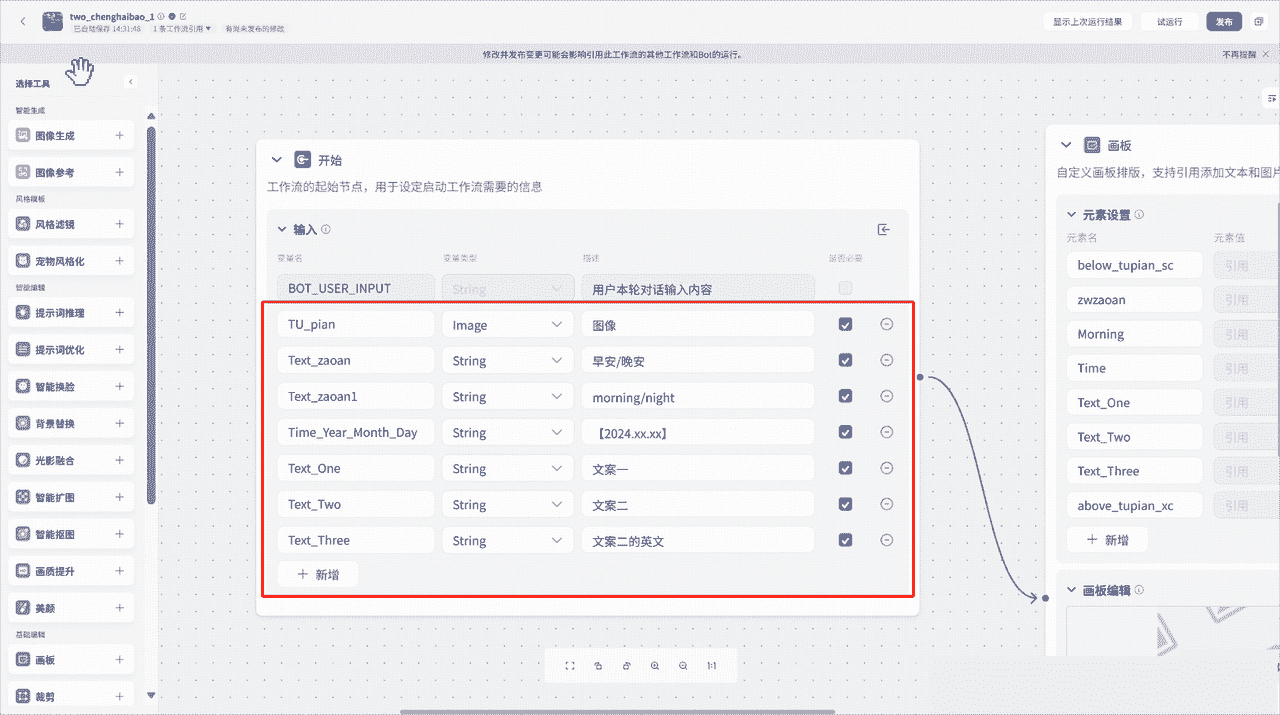 two_chenghaibao_1
已自动保存 14:31:48 1 条工作流引用 有尚未发布的修改
显示上次运行结果 试运行 发布
修改并发布变更可能会影响引用此工作流的其他工作流和Bot的运行。 不再提醒
选择工具
智能生成
图像生成
图像参考
风格模板
风格滤镜
宠物风格化
智能编辑
提示词推理
提示词优化
智能换脸
背景替换
光影融合
智能扩图
智能抠图
画质提升
美颜
基础编辑
画板
裁剪
开始
工作流的起始节点，用于设定启动工作流需要的信息
输入
变量名 变量类型 描述 是否必要
BOT_USER_INPUT String 用户本轮对话输入内容
TU_pian Image 图像
Text_zaoan String 早安/晚安
Text_zaoan1 String morning/night
Time_Year_Month_Day String 【2024.xx.xx】
Text_One String 文案一
Text_Two String 文案二
Text_Three String 文案二的英文
新增
画板
自定义画板排版，支持引用添加文本和图片
元素设置
元素名 元素值
below_tupian_sc 引用
zwzaoan 引用
Morning 引用
Time 引用
Text_One 引用
Text_Two 引用
Text_Three 引用
above_tupian_xc 引用
新增
画板编辑
1:1